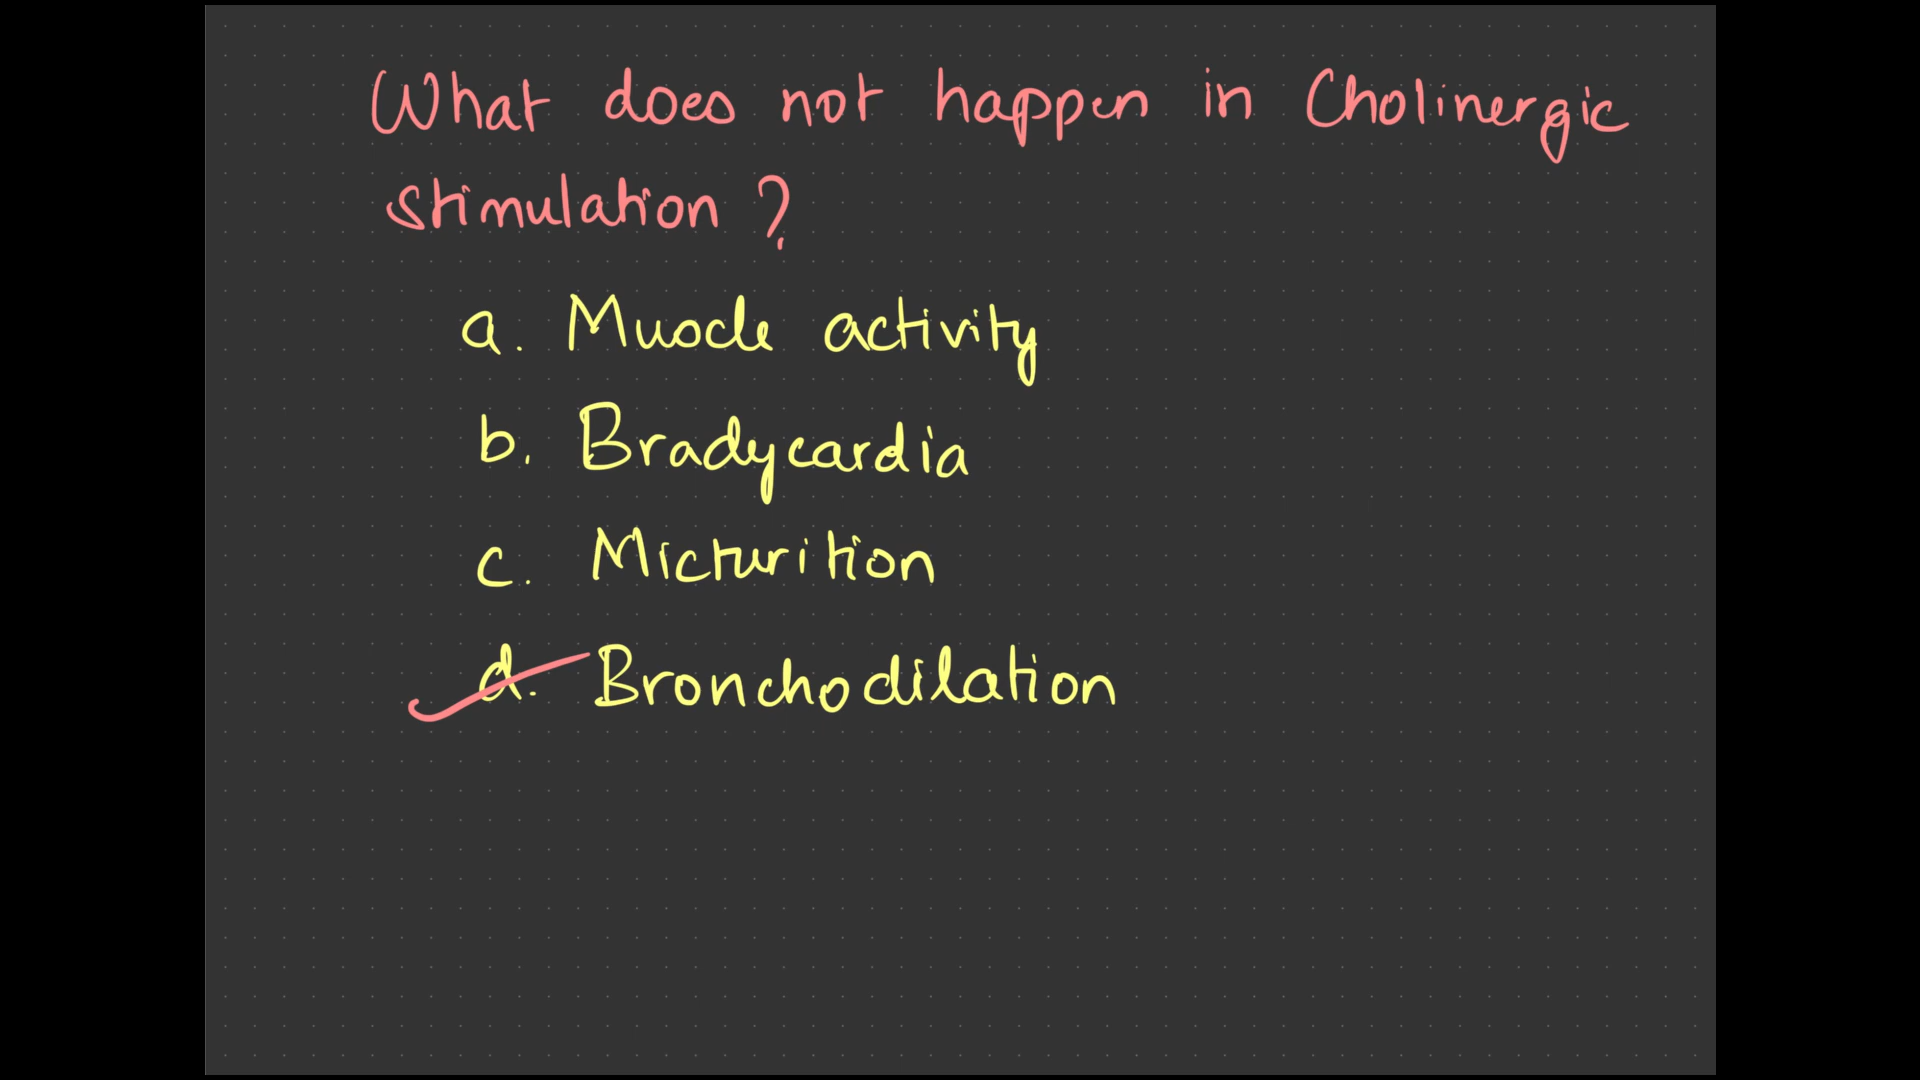 What does not happen in Cholinergic
stimulation ?
a. Muscle activity
b. Bradycardia
c. Micturition
d. Bronchodilation